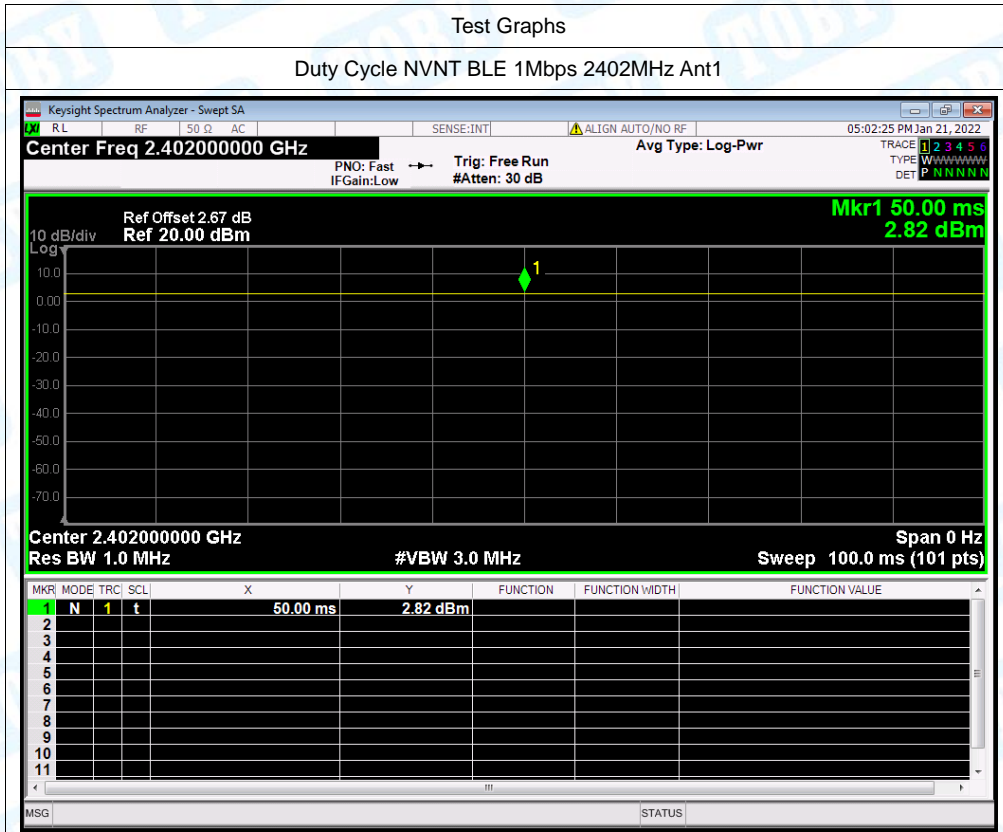 Test Graphs
Duty Cycle NVNT BLE 1Mbps 2402MHz Ant1
Keysight Spectrum Analyzer - Swept SA
LXI RL RF 50 Ω AC SENSE:INT ALIGN AUTO/NO RF 05:02:25 PM Jan 21, 2022
Center Freq 2.402000000 GHz Avg Type: Log-Pwr TRACE 1 2 3 4 5 6
PNO: Fast Trig: Free Run TYPE WWWWWW
IFGain:Low #Atten: 30 dB DET P N N N N N
Mkr1 50.00 ms
Ref Offset 2.67 dB
10 dB/div Ref 20.00 dBm 2.82 dBm
Log
1
10.0
0.00
-10.0
-20.0
-30.0
-40.0
-50.0
-60.0
-70.0
Center 2.402000000 GHz Span 0 Hz
Res BW 1.0 MHz #VBW 3.0 MHz Sweep 100.0 ms (101 pts)
MKR MODE TRC SCL X Y FUNCTION FUNCTION WIDTH FUNCTION VALUE
1 N 1 t 50.00 ms 2.82 dBm
2
3
4
5
6
7
8
9
10
11
MSG STATUS